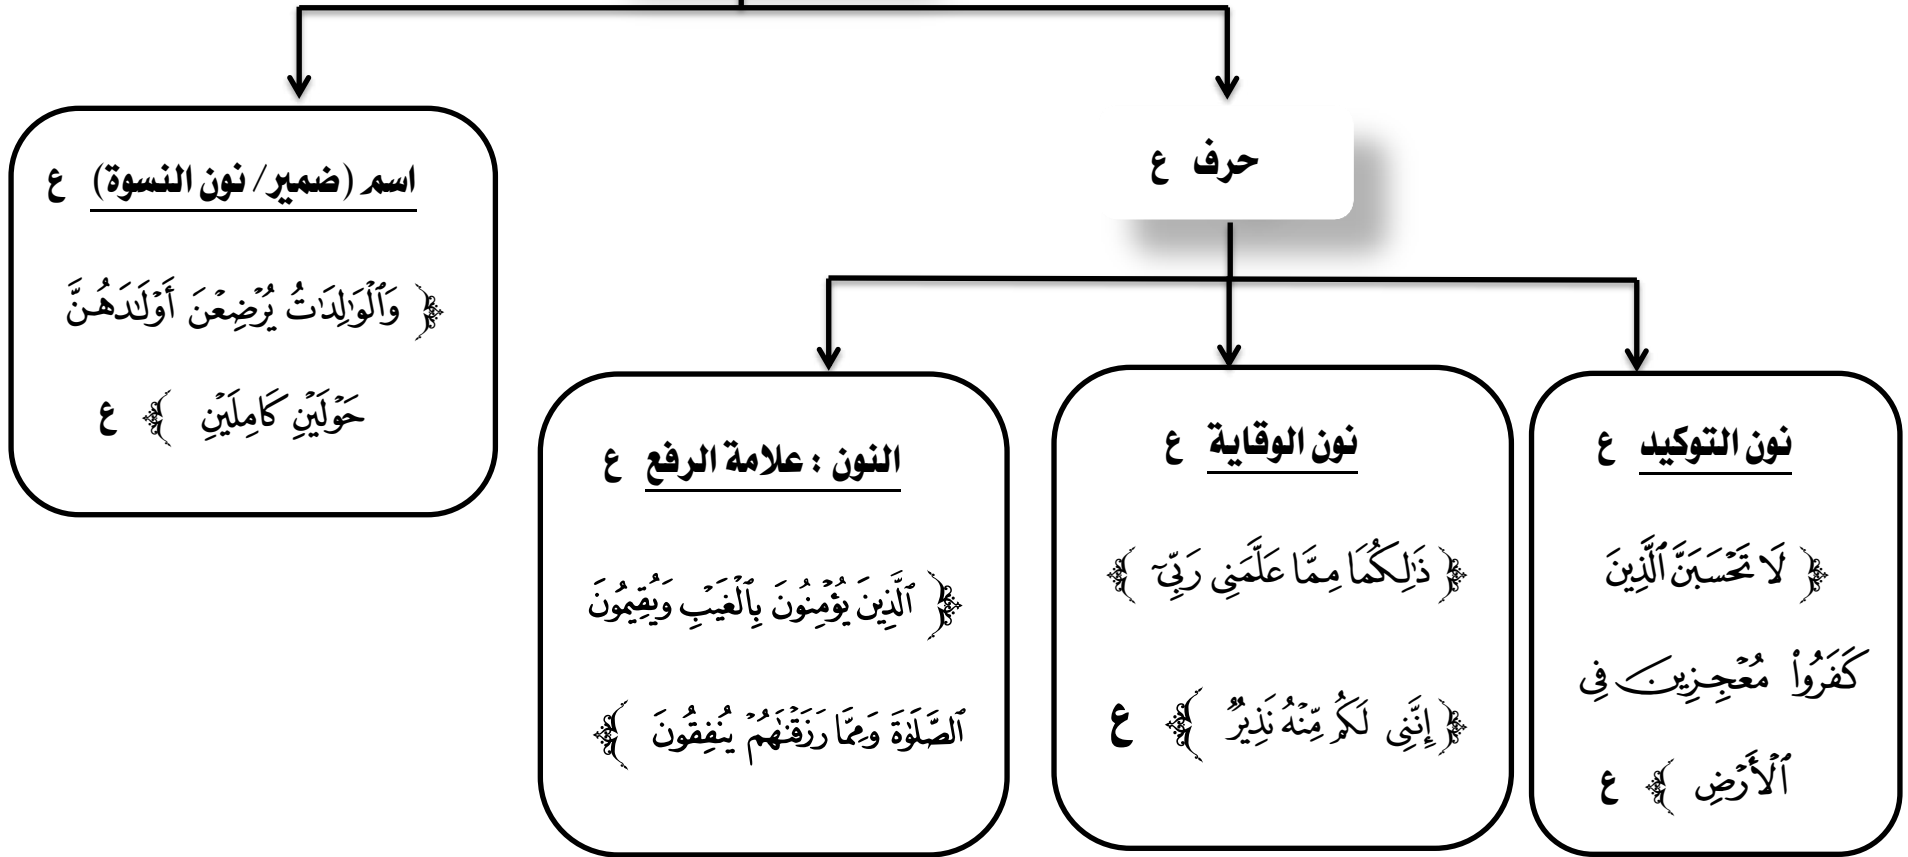 حرف ع
نون التوكيد ع
﴿ لَا تَحْسَبَنَّ ٱلَّذِينَ
كَفَرُوا۟ مُعْجِزِينَ فِى
ٱلْأَرْضِ ﴾ ع
نون الوقاية ع
﴿ ذَٰلِكُمَا مِمَّا عَلَّمَنِى رَبِّىٓ ﴾
﴿ إِنَّنِى لَكُم مِّنْهُ نَذِيرٌ ﴾ ع
النون : علامة الرفع ع
﴿ ٱلَّذِينَ يُؤْمِنُونَ بِٱلْغَيْبِ وَيُقِيمُونَ
ٱلصَّلَوٰةَ وَمِمَّا رَزَقْنَٰهُمْ يُنفِقُونَ ﴾
اسم (ضمير/ نون النسوة) ع
﴿ وَٱلْوَٰلِدَٰتُ يُرْضِعْنَ أَوْلَٰدَهُنَّ
حَوْلَيْنِ كَامِلَيْنِ ﴾ ع